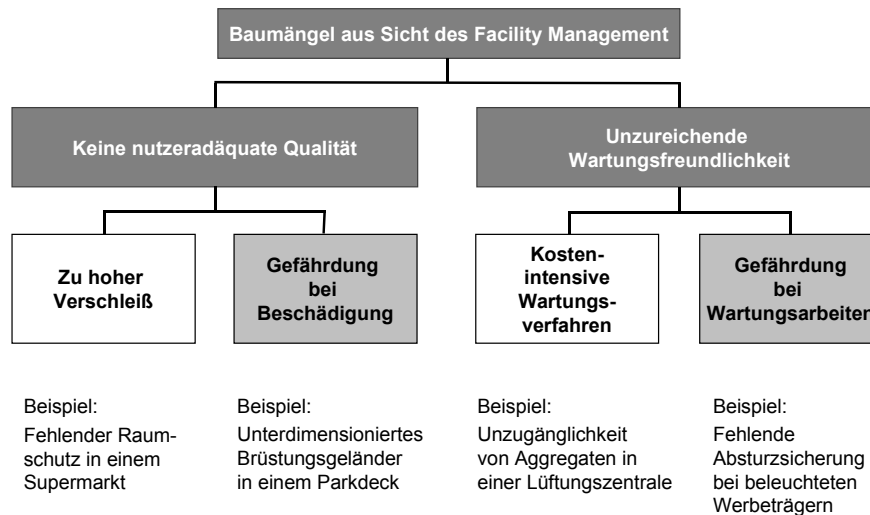 Baumängel aus Sicht des Facility Management
Keine nutzeradäquate Qualität
Unzureichende
Wartungsfreundlichkeit
Zu hoher
Verschleiß
Gefährdung
bei
Beschädigung
Kosten-
intensive
Wartungs-
verfahren
Gefährdung
bei
Wartungsarbeiten
Beispiel:
Fehlender Raum-
schutz in einem
Supermarkt
Beispiel:
Unterdimensioniertes
Brüstungsgeländer
in einem Parkdeck
Beispiel:
Unzugänglichkeit
von Aggregaten in
einer Lüftungszentrale
Beispiel:
Fehlende
Absturzsicherung
bei beleuchteten
Werbeträgern